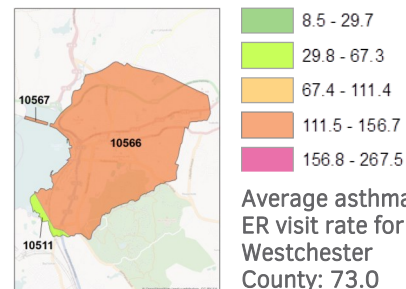 10567
10566
10511
8.5 - 29.7
29.8 - 67.3
67.4 - 111.4
111.5 - 156.7
156.8 - 267.5
Average asthma
ER visit rate for
Westchester
County: 73.0